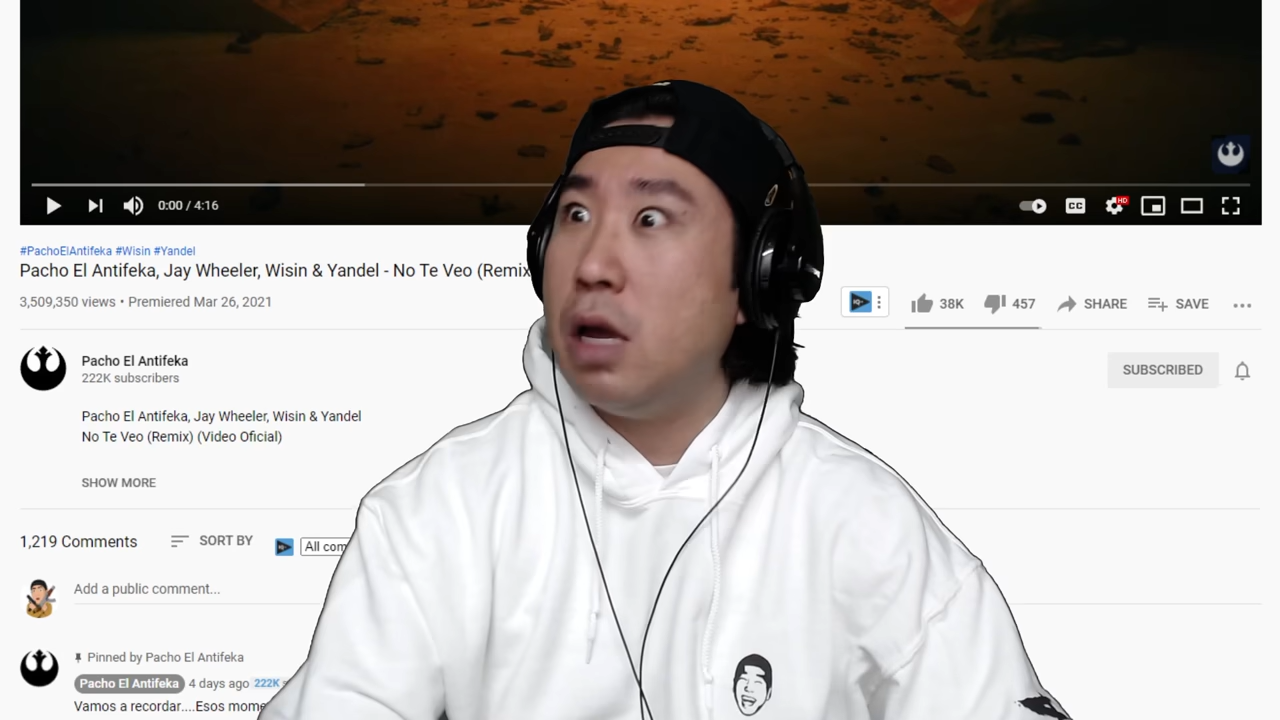 0:00 / 4:16
CC
HD
#PachoElAntifeka #Wisin #Yandel
Pacho El Antifeka, Jay Wheeler, Wisin & Yandel - No Te Veo (Remix
3,509,350 views • Premiered Mar 26, 2021
38K
457
SHARE
SAVE
Pacho El Antifeka
222K subscribers
SUBSCRIBED
Pacho El Antifeka, Jay Wheeler, Wisin & Yandel
No Te Veo (Remix) (Video Oficial)
SHOW MORE
1,219 Comments
SORT BY
All com
Add a public comment...
Pinned by Pacho El Antifeka
Pacho El Antifeka 4 days ago 222K
Vamos a recordar....Esos mome